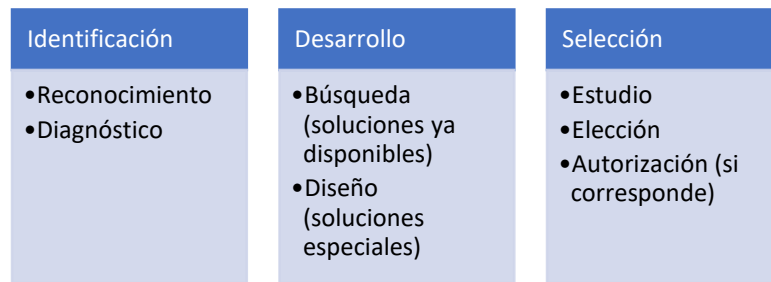 Identificación
•Reconocimiento
•Diagnóstico
Desarrollo
•Búsqueda
(soluciones ya
disponibles)
•Diseño
(soluciones
especiales)
Selección
•Estudio
•Elección
•Autorización (si
corresponde)